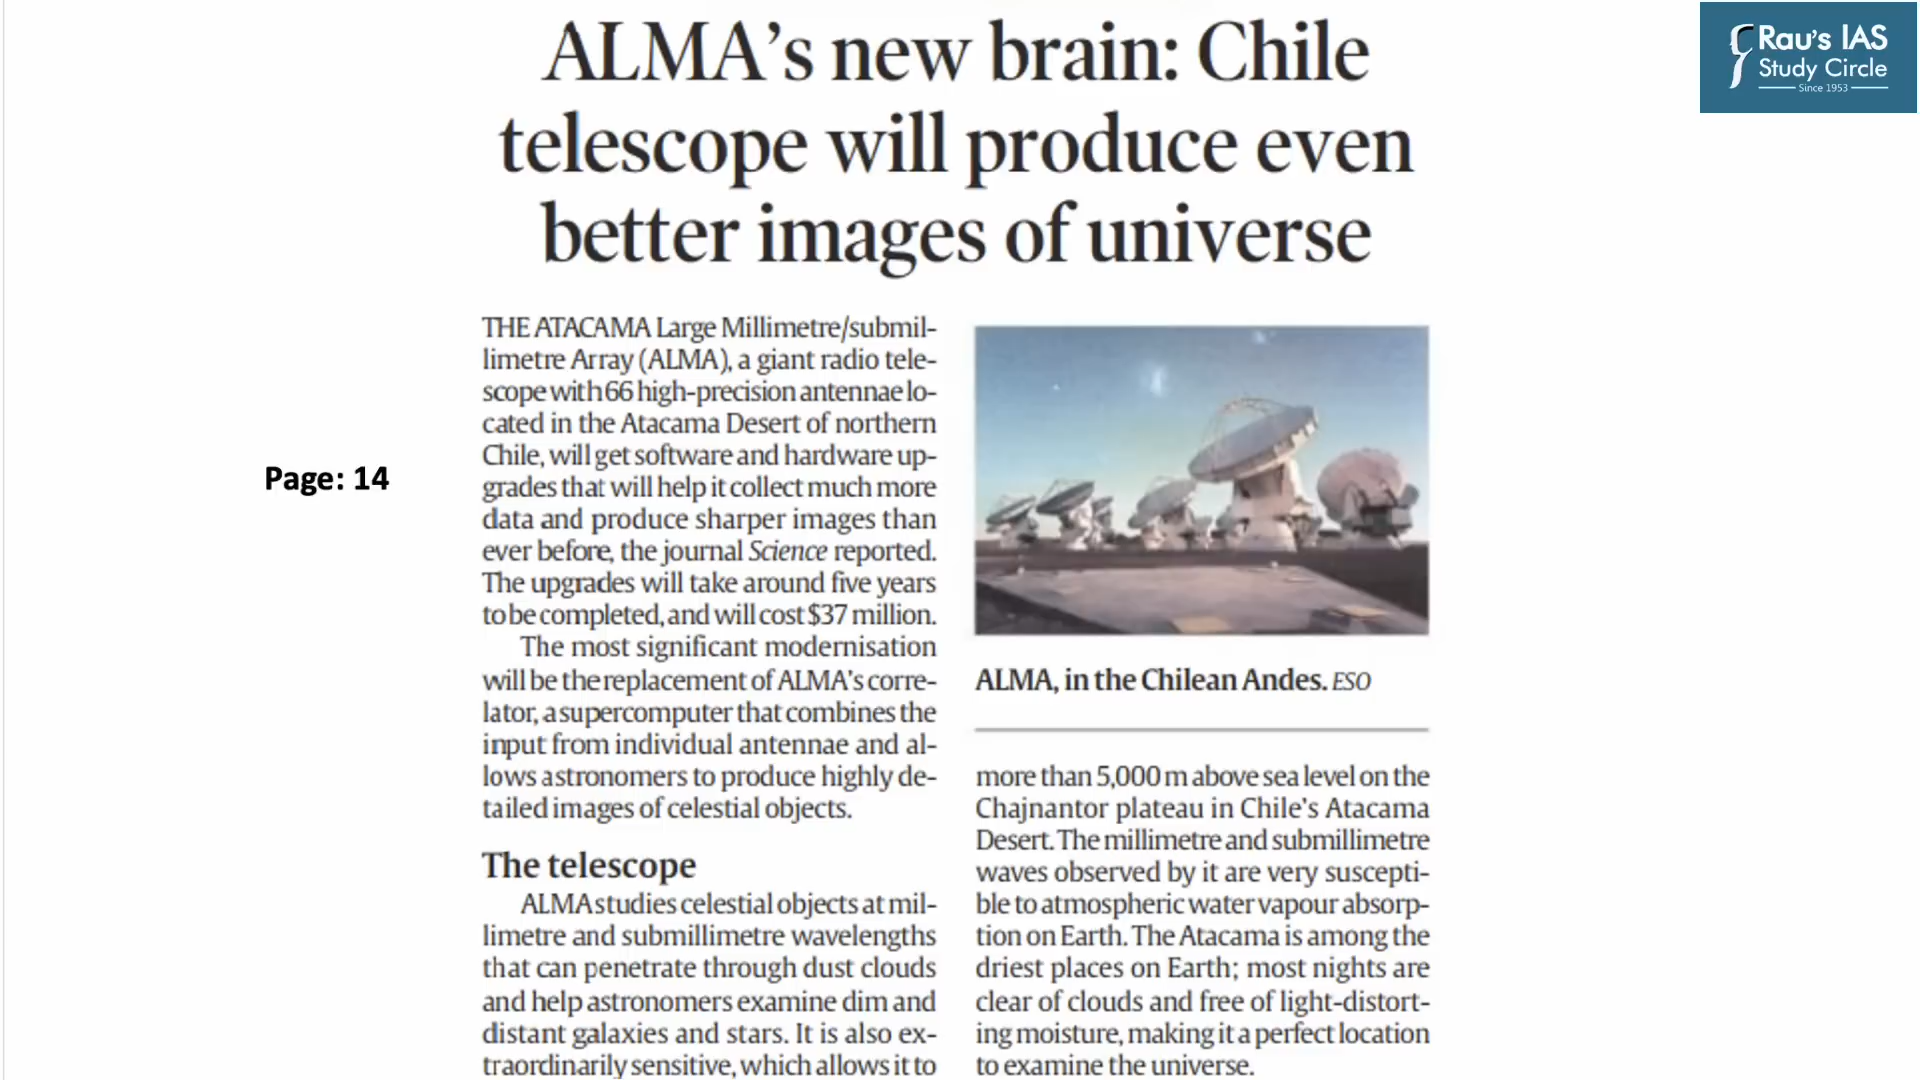 ALMA's new brain: Chile
telescope will produce even
better images of universe
Rau's IAS
Study Circle
Since 1953
Page: 14
THE ATACAMA Large Millimetre/submil-
limetre Array (ALMA), a giant radio tele-
scope with 66 high-precision antennae lo-
cated in the Atacama Desert of northern
Chile, will get software and hardware up-
grades that will help it collect much more
data and produce sharper images than
ever before, the journal Science reported.
The upgrades will take around five years
to be completed, and will cost $37 million.
The most significant modernisation
will be the replacement of ALMA's corre-
lator, a supercomputer that combines the
input from individual antennae and al-
lows astronomers to produce highly de-
tailed images of celestial objects.
The telescope
ALMA studies celestial objects at mil-
limetre and submillimetre wavelengths
that can penetrate through dust clouds
and help astronomers examine dim and
distant galaxies and stars. It is also ex-
traordinarily sensitive, which allows it to
ALMA, in the Chilean Andes. ESO
more than 5,000 m above sea level on the
Chajnantor plateau in Chile's Atacama
Desert. The millimetre and submillimetre
waves observed by it are very suscepti-
ble to atmospheric water vapour absorp-
tion on Earth. The Atacama is among the
driest places on Earth; most nights are
clear of clouds and free of light-distort-
ing moisture, making it a perfect location
to examine the universe.